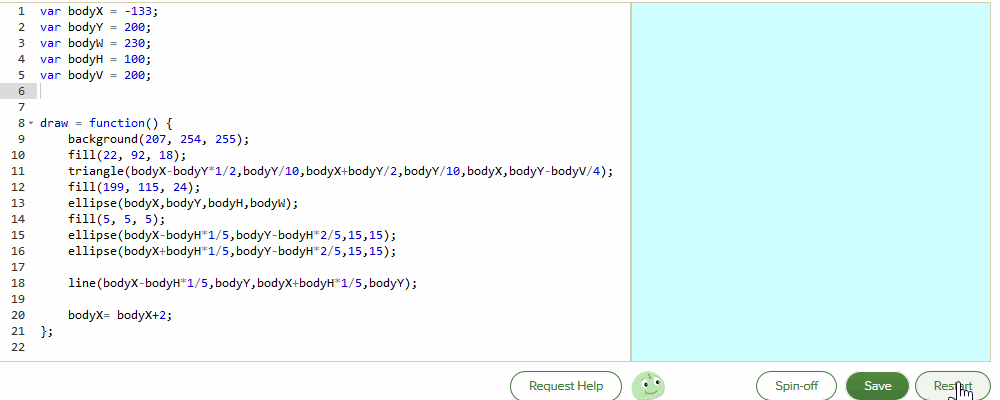 1 var bodyX = -133;
2 var bodyY = 200;
3 var bodyW = 230;
4 var bodyH = 100;
5 var bodyV = 200;
6
7
8 draw = function() {
9 background(207, 254, 255);
10 fill(22, 92, 18);
11 triangle(bodyX-bodyY*1/2,bodyY/10,bodyX+bodyY/2,bodyY/10,bodyX,bodyY-bodyV/4);
12 fill(199, 115, 24);
13 ellipse(bodyX,bodyY,bodyH,bodyW);
14 fill(5, 5, 5);
15 ellipse(bodyX-bodyH*1/5,bodyY-bodyH*2/5,15,15);
16 ellipse(bodyX+bodyH*1/5,bodyY-bodyH*2/5,15,15);
17
18 line(bodyX-bodyH*1/5,bodyY,bodyX+bodyH*1/5,bodyY);
19
20 bodyX= bodyX+2;
21 };
22
Request Help Spin-off Save Restart